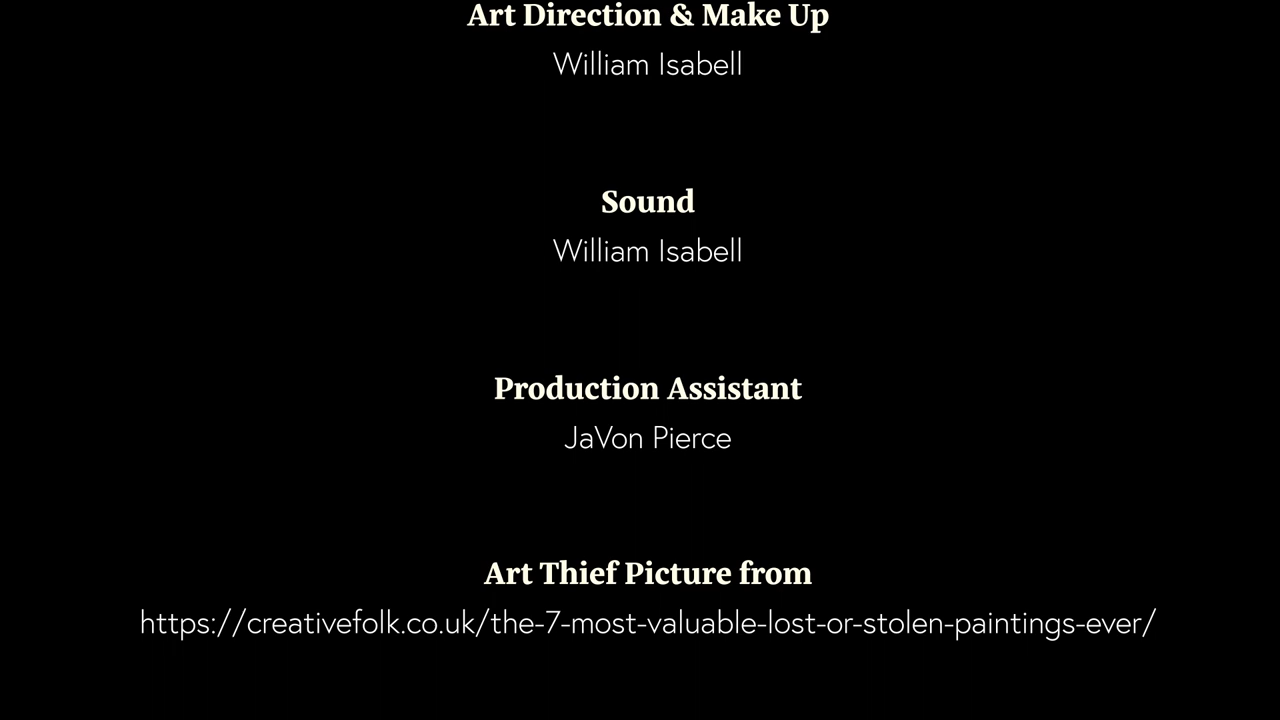 Art Direction & Make Up
William Isabell
Sound
William Isabell
Production Assistant
JaVon Pierce
Art Thief Picture from
https://creativefolk.co.uk/the-7-most-valuable-lost-or-stolen-paintings-ever/